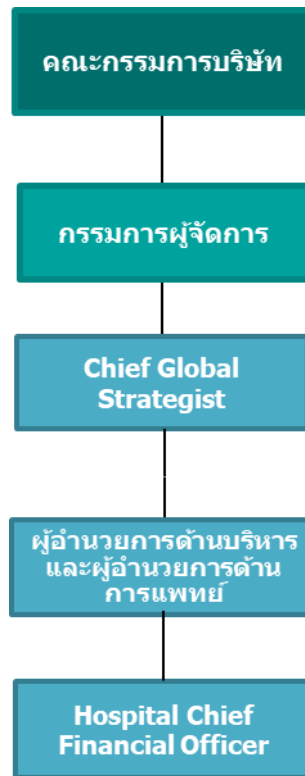 คณะกรรมการบริษัท
กรรมการผู้จัดการ
Chief Global
Strategist
ผู้อำนวยการด้านบริหาร
และผู้อำนวยการด้าน
การแพทย์
Hospital Chief
Financial Officer